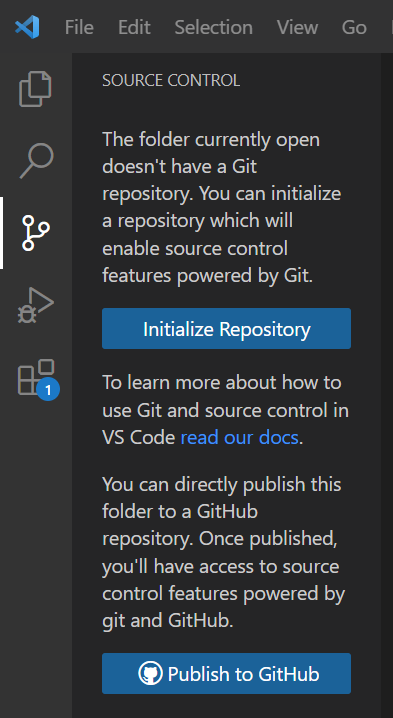 File Edit Selection View Go
SOURCE CONTROL
The folder currently open
doesn't have a Git
repository. You can initialize
a repository which will
enable source control
features powered by Git.
Initialize Repository
1
To learn more about how to
use Git and source control in
VS Code read our docs.
You can directly publish this
folder to a GitHub
repository. Once published,
you'll have access to source
control features powered by
git and GitHub.
Publish to GitHub